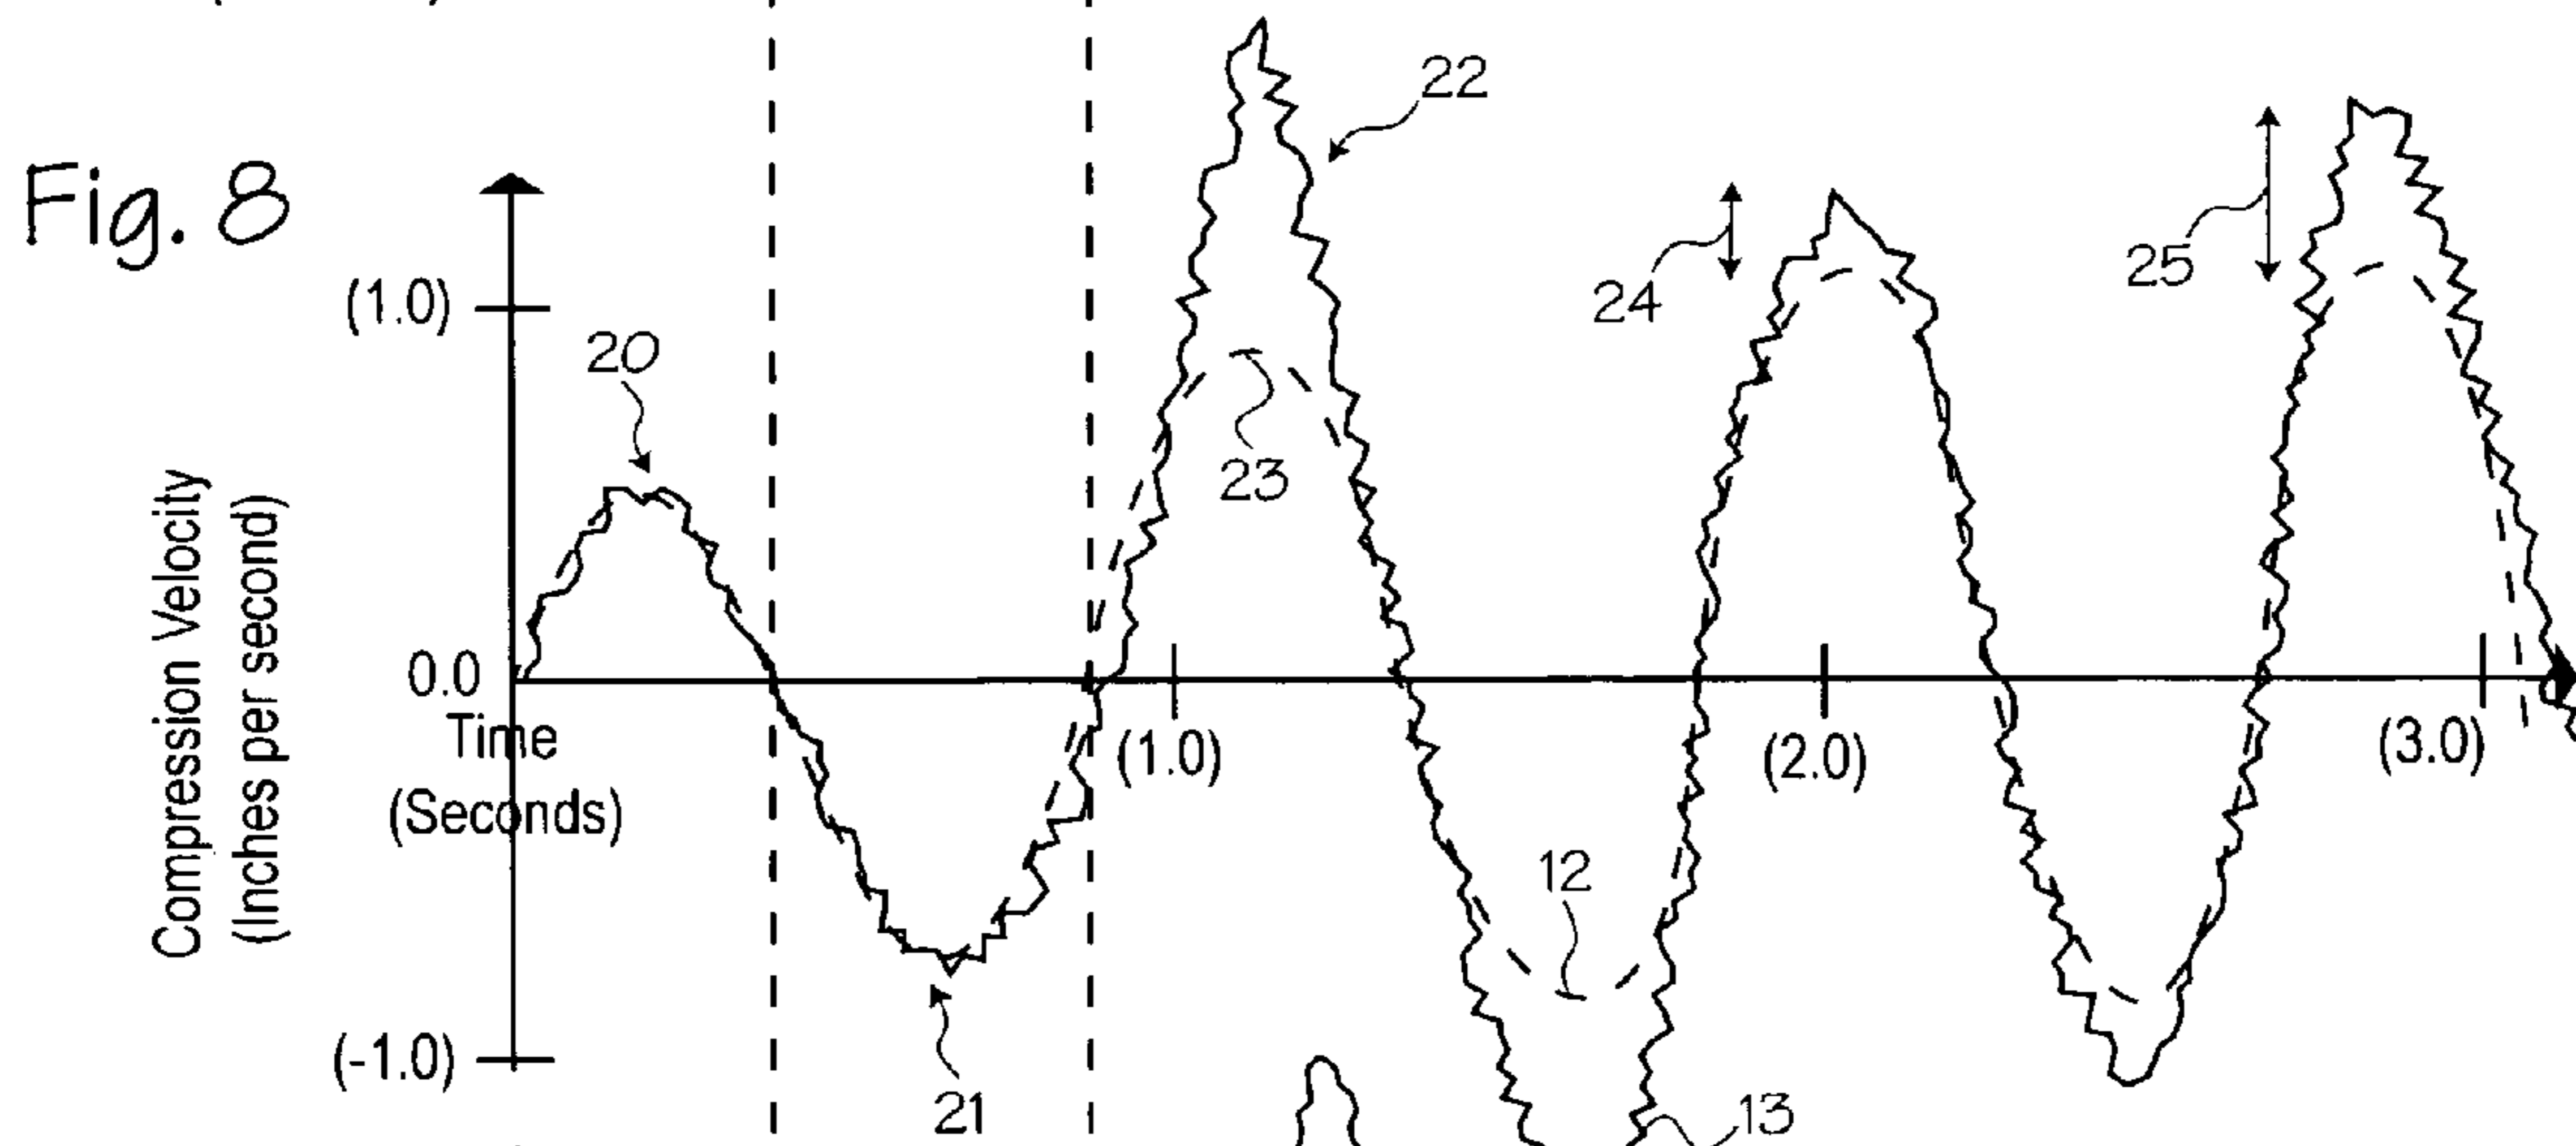 Fig. 8
22
24
25
(1.0)
20
23
Compression Velocity
(Inches per second)
0.0
Time
(Seconds)
(1.0)
(2.0)
(3.0)
12
(-1.0)
21
13